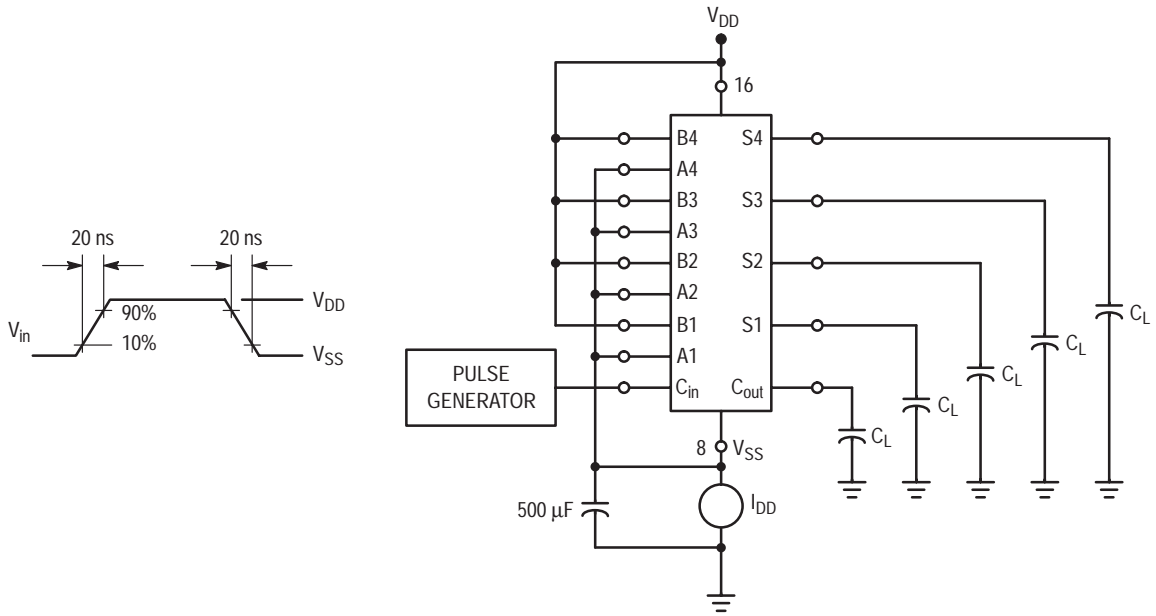 20 ns
20 ns
V_in
90%
10%
V_DD
V_SS
V_DD
16
B4
A4
B3
A3
B2
A2
B1
A1
C_in
S4
S3
S2
S1
C_out
PULSE
GENERATOR
8
V_SS
500 μF
I_DD
C_L
C_L
C_L
C_L
C_L